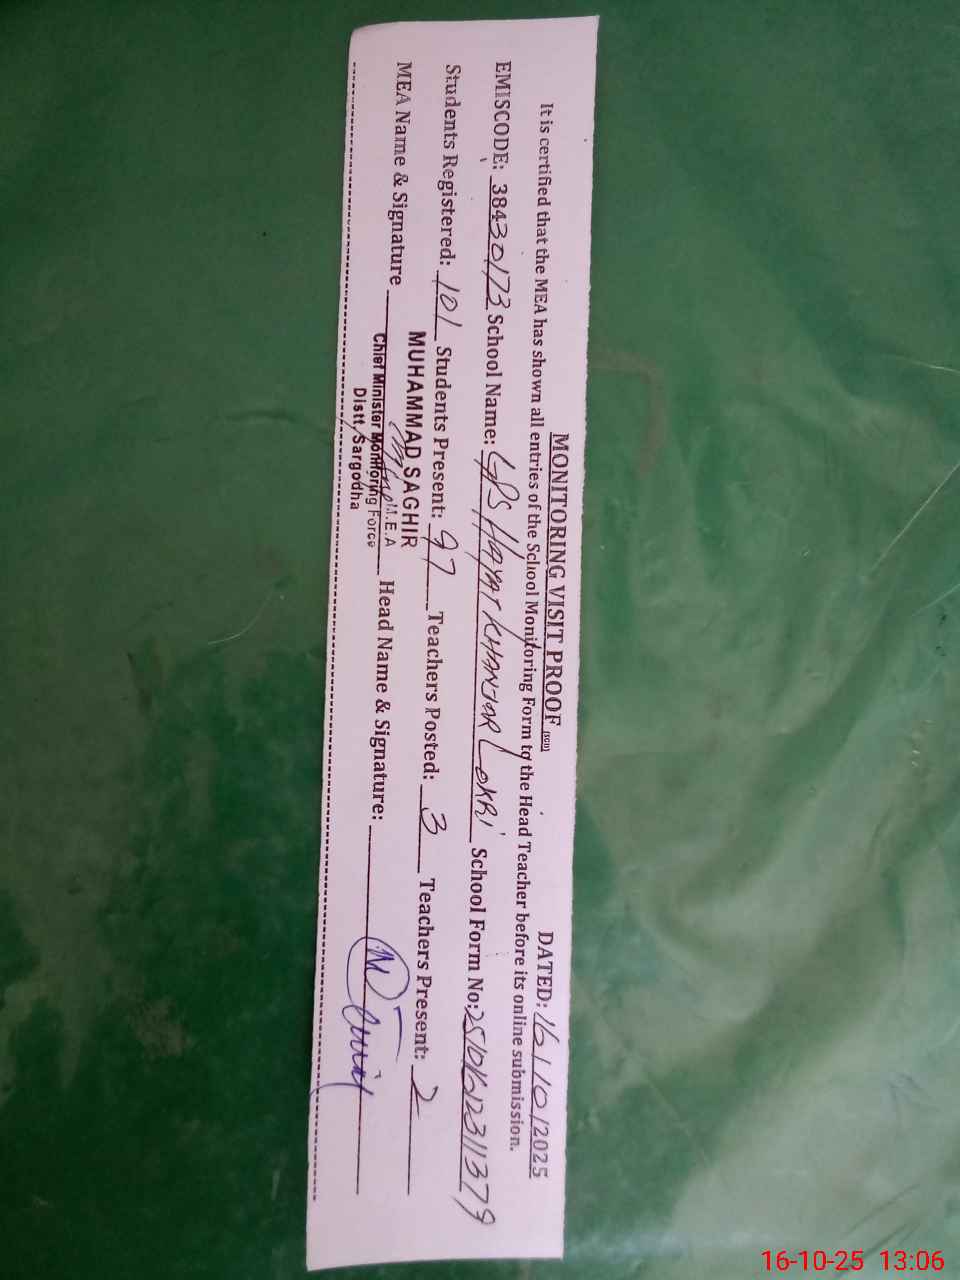 MONITORING VISIT PROOF
DATED: 16/10/2025
It is certified that the MEA has shown all entries of the School Monitoring Form to the Head Teacher before its online submission.
EMISCODE: 38430173 School Name: GPS HAYAT KHANJAR LOKRI School Form No: 25101612311379
Students Registered: 101 Students Present: 97 Teachers Posted: 3 Teachers Present: 2
MEA Name & Signature Head Name & Signature:
MUHAMMAD SAGHIR
M.E.A
Chief Minister Monitoring Force
Distt. Sargodha
16-10-25 13:06